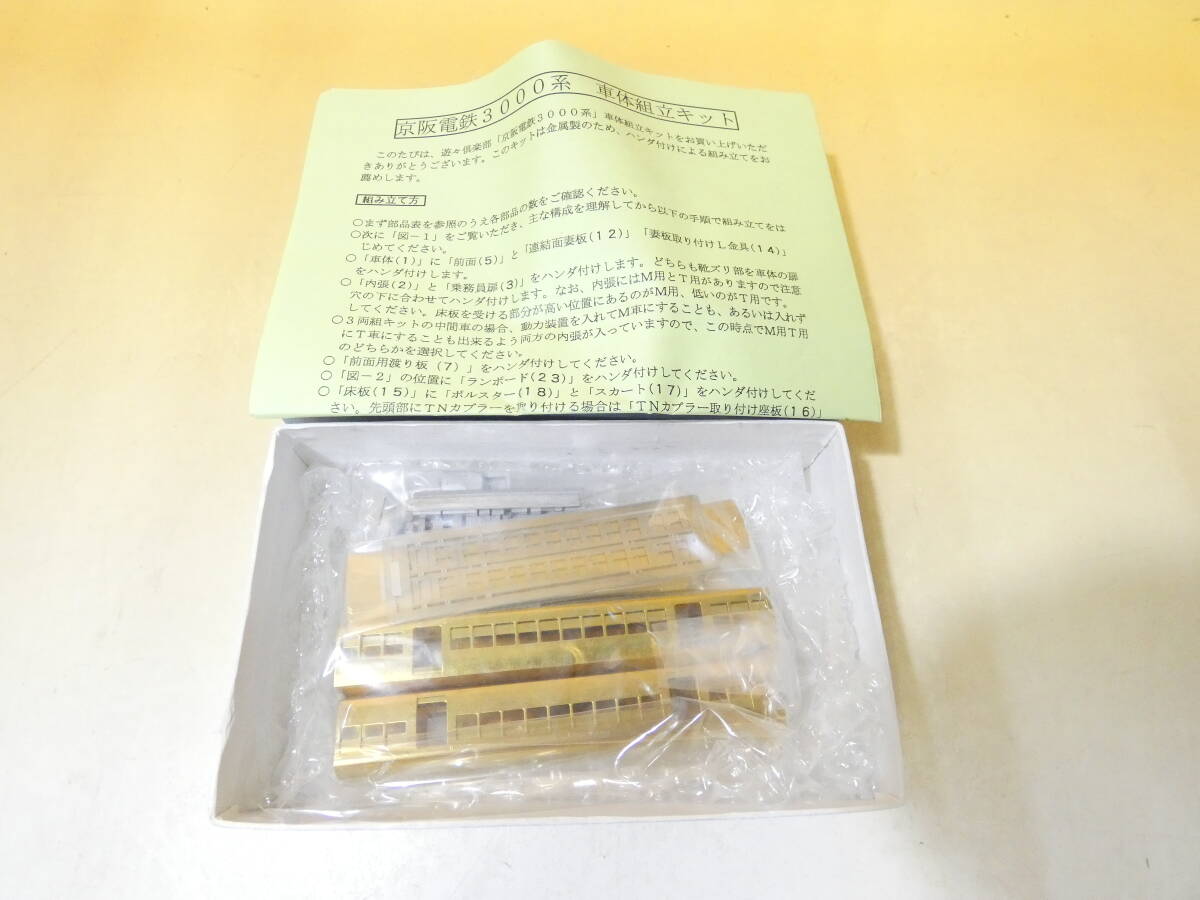 京阪電鉄3000系 車体組立キット
このたびは、遊々倶楽部「京阪電鉄3000系」車体組立キットをお買い上げいただ
きありがとうございます。このキットは金属製のため、ハンダ付けによる組み立てをお
薦めします。
組み立て方
○まず部品表を参照のうえ各部品の数をご確認ください。
○次に「図-1」をご覧いただき、主な構成を理解してから以下の手順で組み立てをは
じめてください。
○「車体(1)」に「前面(5)」と「連結面妻板(12)」「妻板取り付けL金具(14)」
をハンダ付けします。
○「内張(2)」と「乗務員扉(3)」をハンダ付けします。どちらも靴ズリ部を車体の扉
穴の下に合わせてハンダ付けします。なお、内張にはM用とT用がありますので注意
してください。床板を受ける部分が高い位置にあるのがM用、低いのがT用です。
○3両組キットの中間車の場合、動力装置を入れてM車にすることも、あるいは入れず
にT車にすることも出来るよう両方の内張が入っていますので、この時点でM用T用
のどちらかを選択してください。
○「前面用渡り板(7)」をハンダ付けしてください。
○「図-2」の位置に「ランボード(23)」をハンダ付けしてください。
○「床板(15)」に「ボルスター(18)」と「スカート(17)」をハンダ付けしてくだ
さい。先頭部にTNカプラーを取り付ける場合は「TNカプラー取り付け座板(16)」